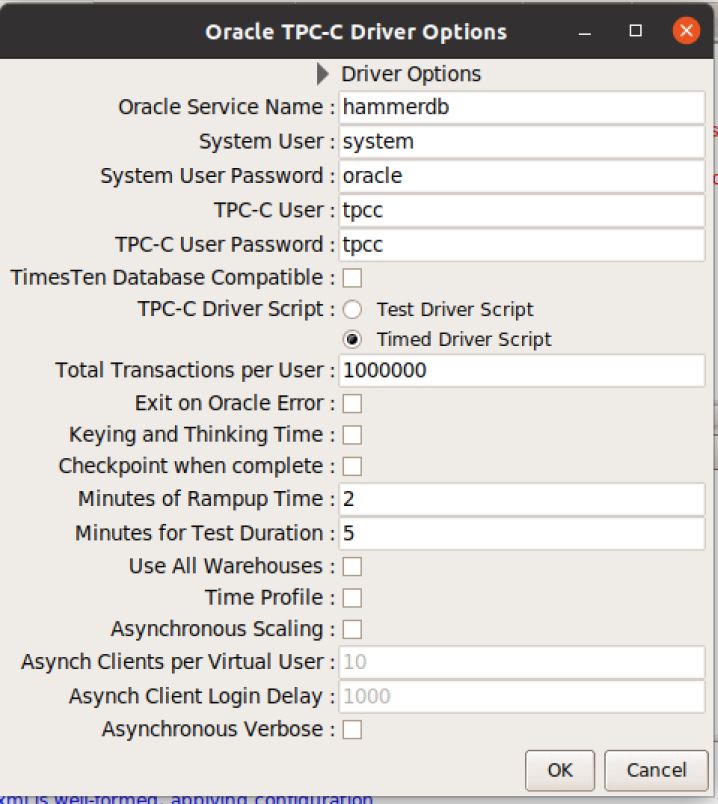 Oracle TPC-C Driver Options
Driver Options
Oracle Service Name : hammerdb
System User : system
System User Password : oracle
TPC-C User : tpcc
TPC-C User Password : tpcc
TimesTen Database Compatible :
TPC-C Driver Script : Test Driver Script
Timed Driver Script
Total Transactions per User : 1000000
Exit on Oracle Error :
Keying and Thinking Time :
Checkpoint when complete :
Minutes of Rampup Time : 2
Minutes for Test Duration : 5
Use All Warehouses :
Time Profile :
Asynchronous Scaling :
Asynch Clients per Virtual User : 10
Asynch Client Login Delay : 1000
Asynchronous Verbose :
OK Cancel
xml is well-formed, applying configuration